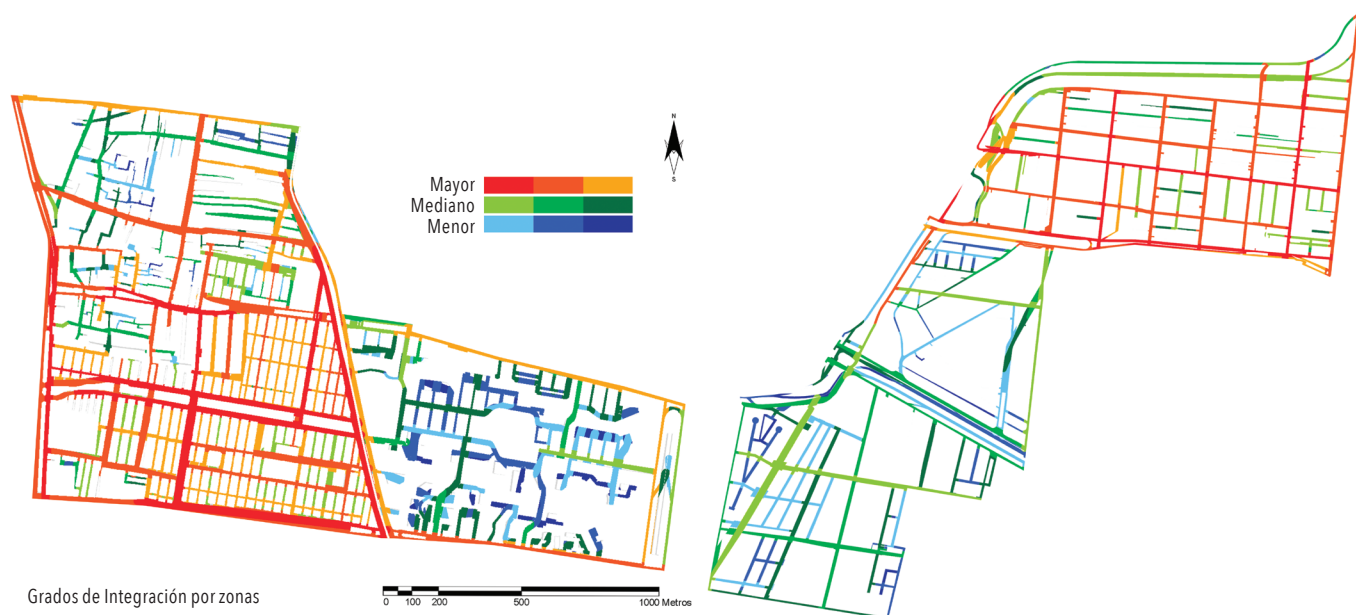 N
S
Mayor
Mediano
Menor
Grados de Integración por zonas
0 100 200 500 1000 Metros